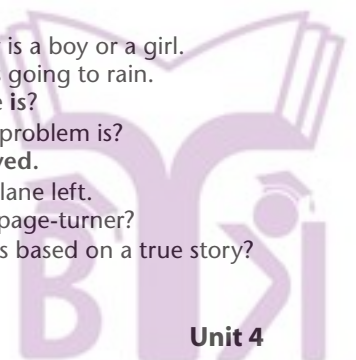 is a boy or a girl.
going to rain.
is?
problem is?
ved.
lane left.
page-turner?
s based on a true story?
Unit 4